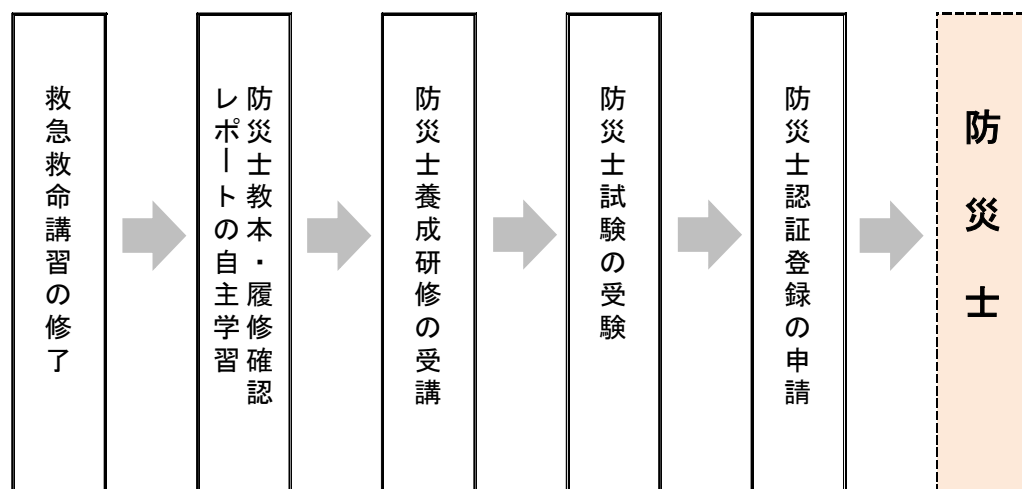 救急救命講習の修了
防災士教本・履修確認
レポートの自主学習
防災士養成研修の受講
防災士試験の受験
防災士認証登録の申請
防災士